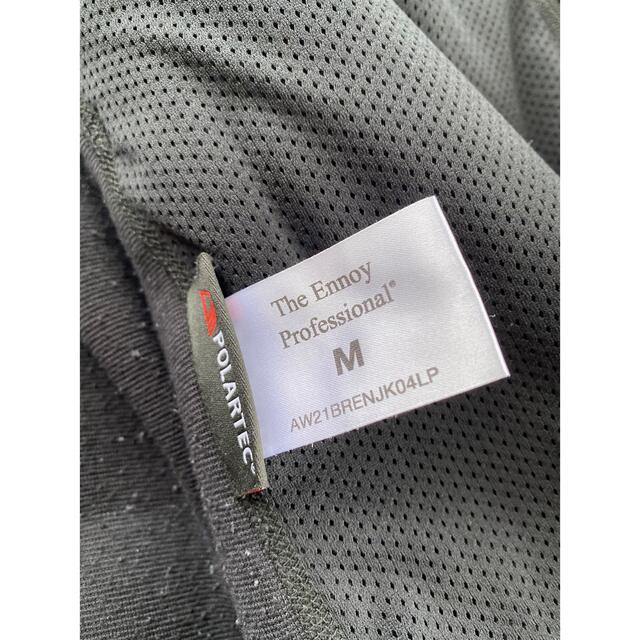 The Ennoy
Professional®
M
AW21BRENJK04LP
POLARTEC®